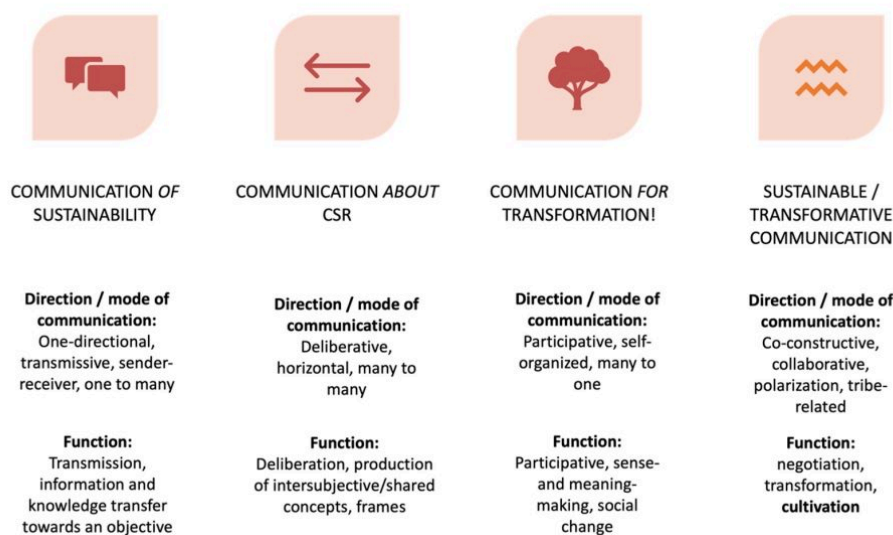 COMMUNICATION OF
SUSTAINABILITY
Direction / mode of
communication:
One-directional,
transmissive, sender-
receiver, one to many
Function:
Transmission,
information and
knowledge transfer
towards an objective
COMMUNICATION ABOUT
CSR
Direction / mode of
communication:
Deliberative,
horizontal, many to
many
Function:
Deliberation, production
of intersubjective/shared
concepts, frames
COMMUNICATION FOR
TRANSFORMATION!
Direction / mode of
communication:
Participative, self-
organized, many to
one
Function:
Participative, sense-
and meaning-
making, social
change
SUSTAINABLE /
TRANSFORMATIVE
COMMUNICATION
Direction / mode of
communication:
Co-constructive,
collaborative,
polarization, tribe-
related
Function:
negotiation,
transformation,
cultivation